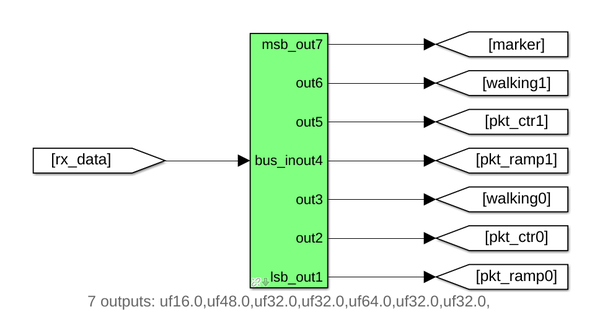 msb_out7
[marker]
out6
[walking1]
out5
[pkt_ctr1]
[rx_data]
bus_inout4
[pkt_ramp1]
out3
[walking0]
out2
[pkt_ctr0]
lsb_out1
[pkt_ramp0]
7 outputs: uf16.0,uf48.0,uf32.0,uf32.0,uf64.0,uf32.0,uf32.0,